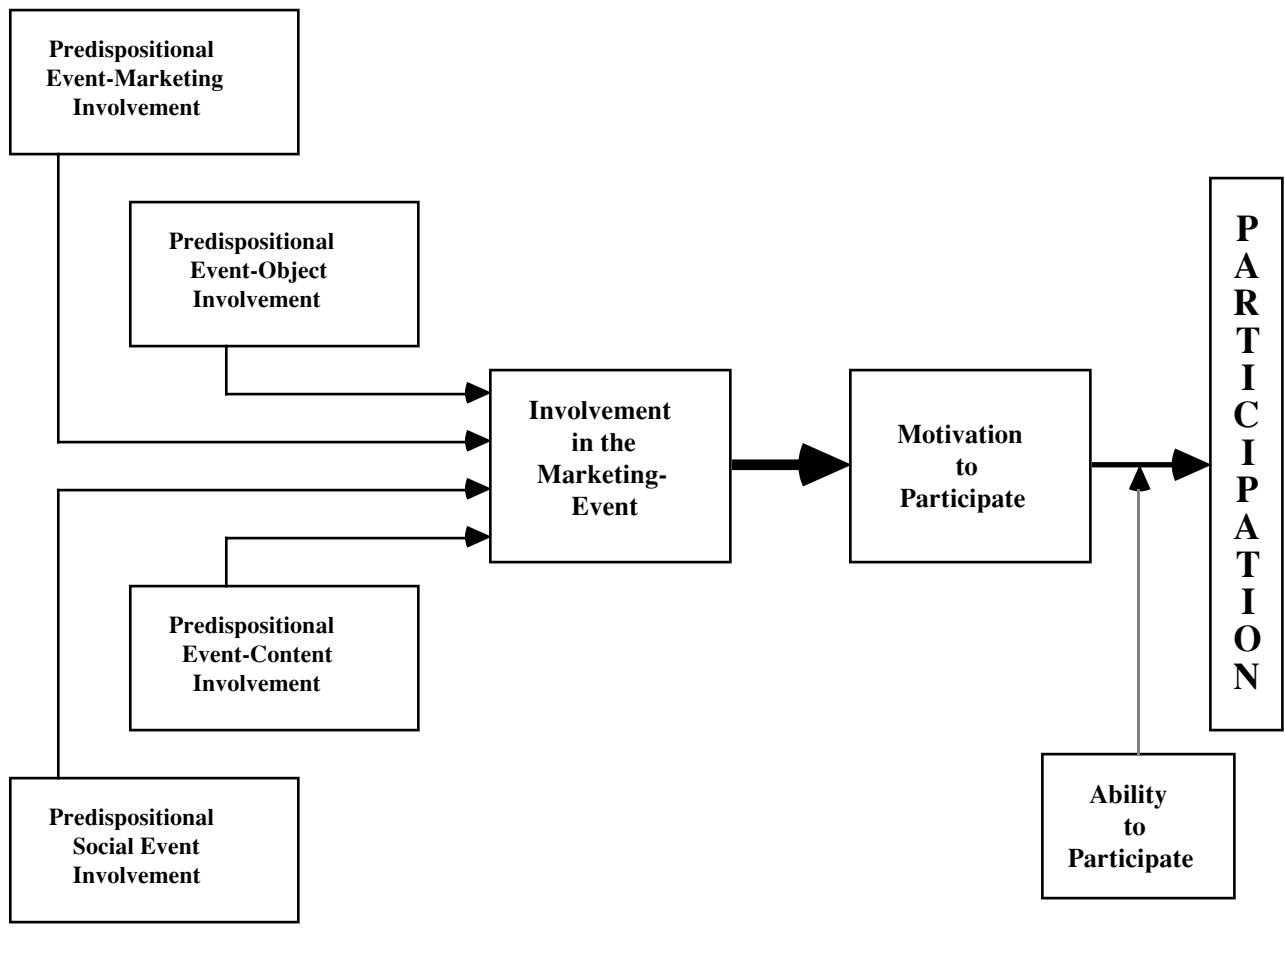 Predispositional
Event-Marketing
Involvement
Predispositional
Event-Object
Involvement
Involvement
in the
Marketing-
Event
Motivation
to
Participate
P
A
R
T
I
C
I
P
A
T
I
O
N
Predispositional
Event-Content
Involvement
Predispositional
Social Event
Involvement
Ability
to
Participate